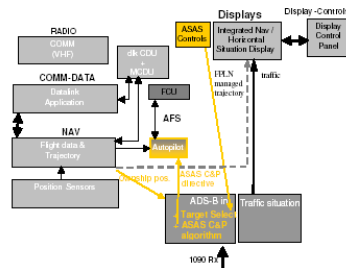 RADIO
COMM
(VHF)
COMM-DATA
Datalink
Application
NAV
Flight data &
Trajectory
Position Sensors
dlk CDU
+
MCDU
FCU
AFS
Autopilot
ASAS
Controls
Displays
Integrated Nav /
Horizontal
Situation Display
Display -Controls
Display
Control
Panel
FPLN
managed
trajectory
traffic
Ownship pos.
ASAS C&P
directive
ADS-B in
Target Select
ASAS C&P
algorithm
Traffic situation
1090 Rx